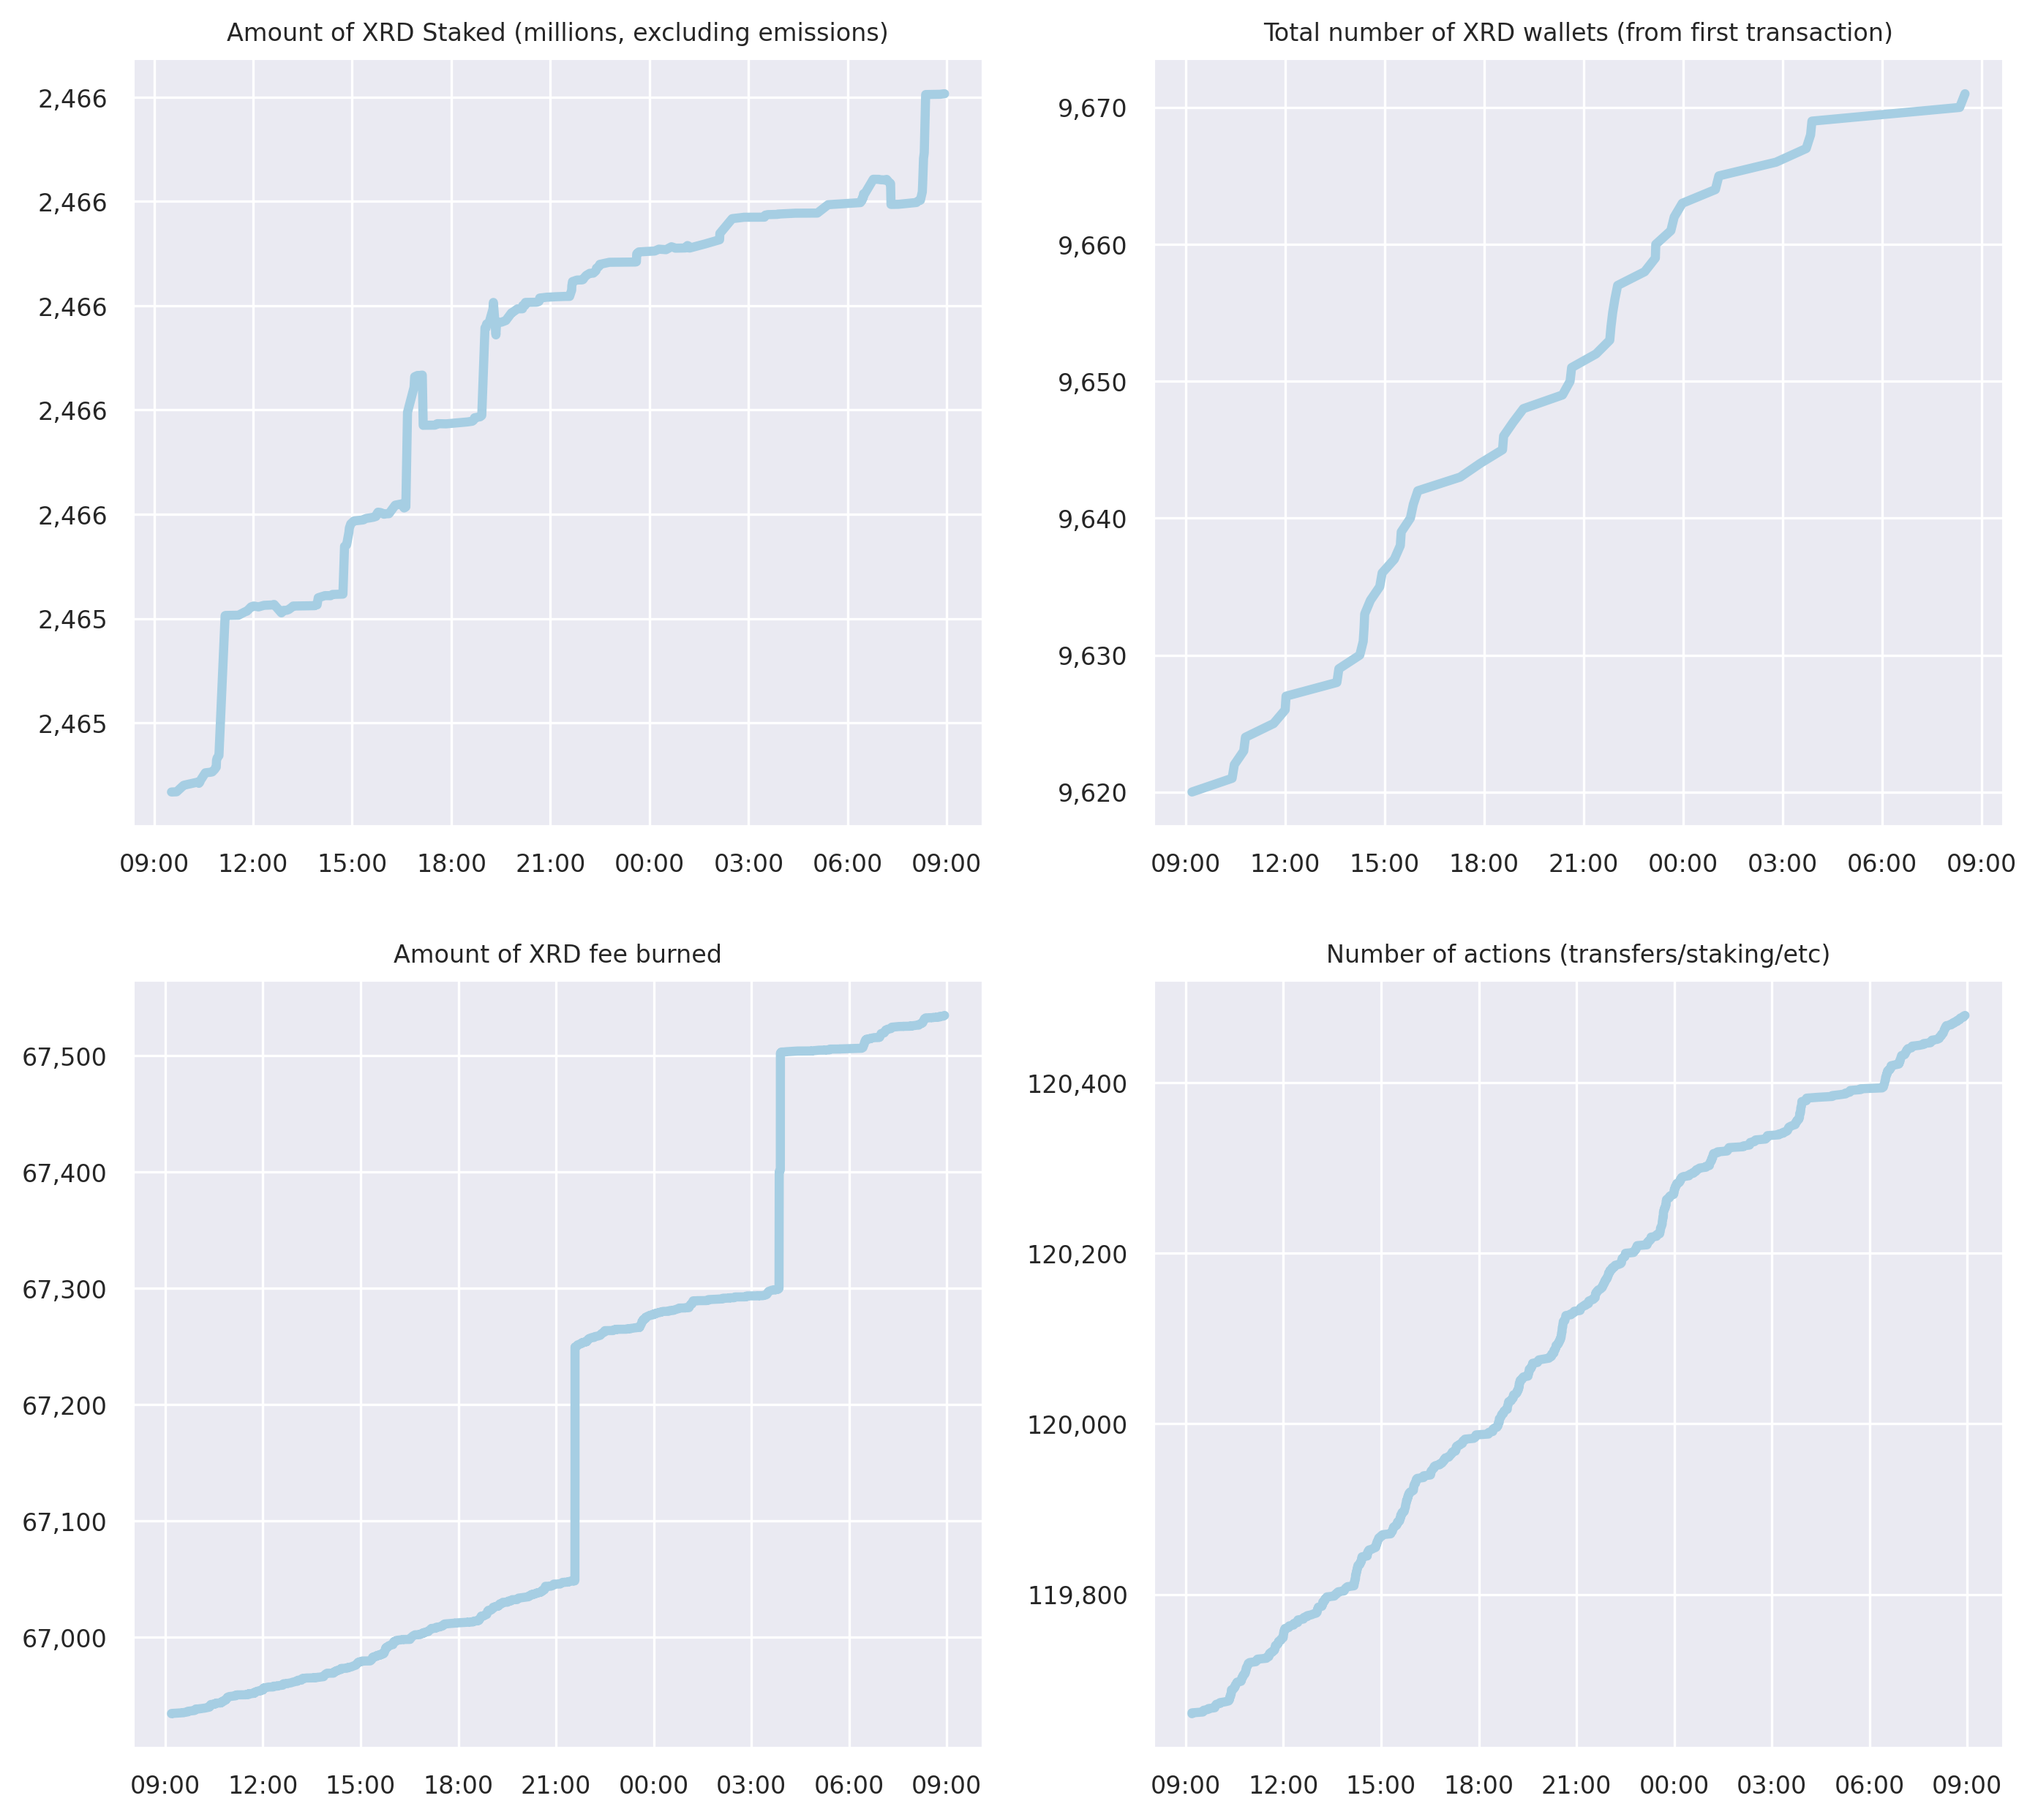 Amount of XRD Staked (millions, excluding emissions)
2,466
2,466
2,466
2,466
2,466
2,465
2,465
09:00 12:00 15:00 18:00 21:00 00:00 03:00 06:00 09:00
Total number of XRD wallets (from first transaction)
9,670
9,660
9,650
9,640
9,630
9,620
09:00 12:00 15:00 18:00 21:00 00:00 03:00 06:00 09:00
Amount of XRD fee burned
67,500
67,400
67,300
67,200
67,100
67,000
09:00 12:00 15:00 18:00 21:00 00:00 03:00 06:00 09:00
Number of actions (transfers/staking/etc)
120,400
120,200
120,000
119,800
09:00 12:00 15:00 18:00 21:00 00:00 03:00 06:00 09:00